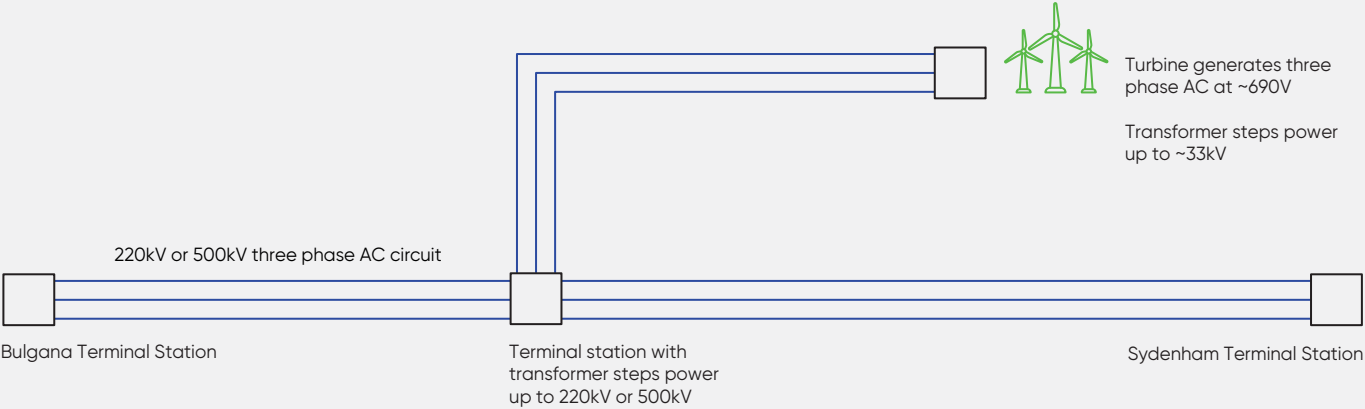 Turbine generates three
phase AC at ~690V
Transformer steps power
up to ~33kV
220kV or 500kV three phase AC circuit
Bulgana Terminal Station
Terminal station with
transformer steps power
up to 220kV or 500kV
Sydenham Terminal Station